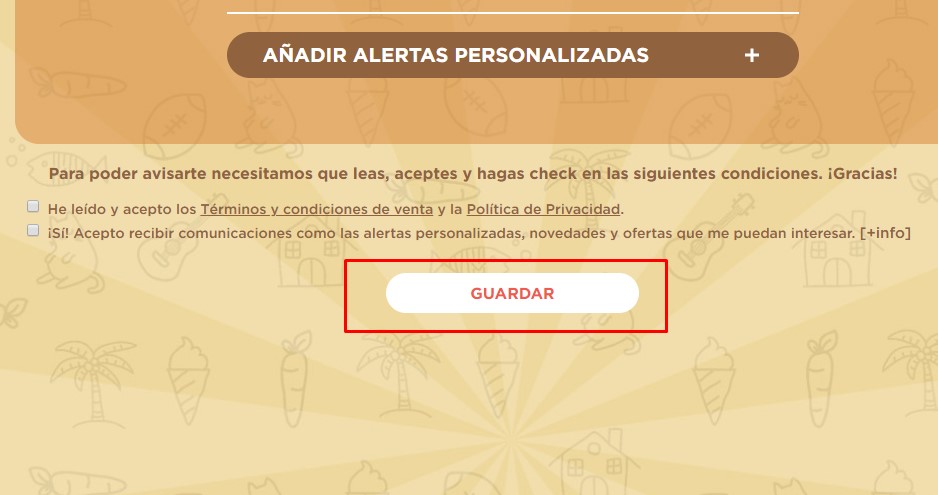 AÑADIR ALERTAS PERSONALIZADAS +
Para poder avisarte necesitamos que leas, aceptes y hagas check en las siguientes condiciones. ¡Gracias!
He leído y acepto los Términos y condiciones de venta y la Política de Privacidad.
¡Sí! Acepto recibir comunicaciones como las alertas personalizadas, novedades y ofertas que me puedan interesar. [+info]
GUARDAR